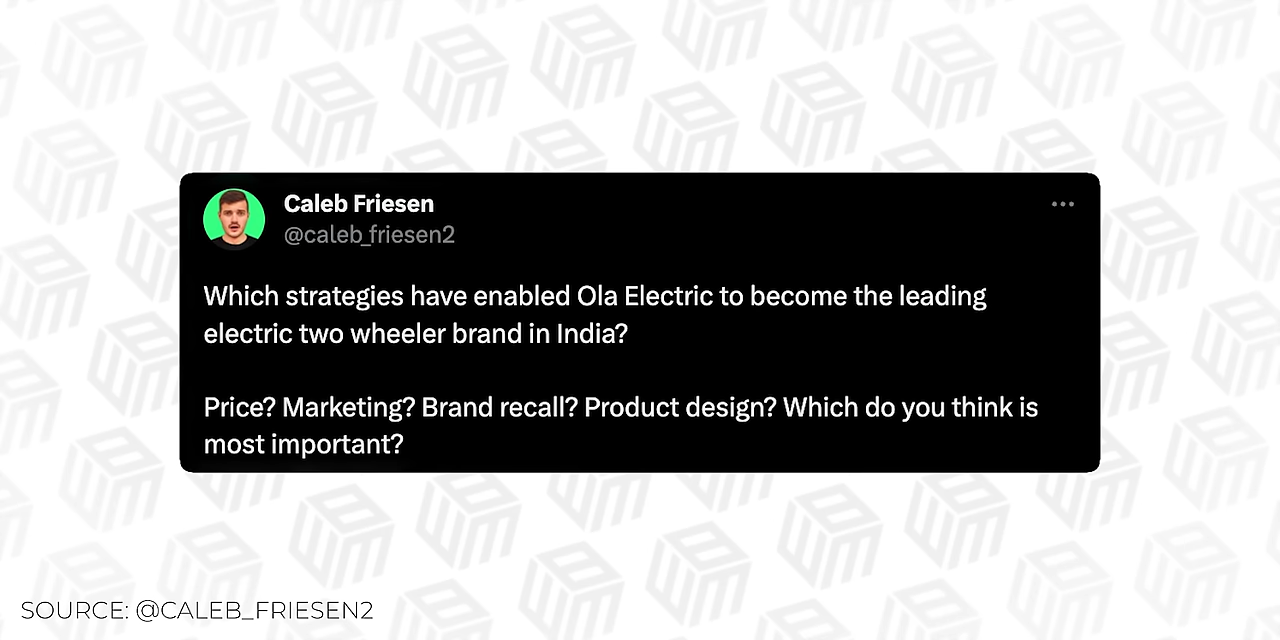 Caleb Friesen
@caleb_friesen2
Which strategies have enabled Ola Electric to become the leading
electric two wheeler brand in India?
Price? Marketing? Brand recall? Product design? Which do you think is
most important?
SOURCE: @CALEB_FRIESEN2